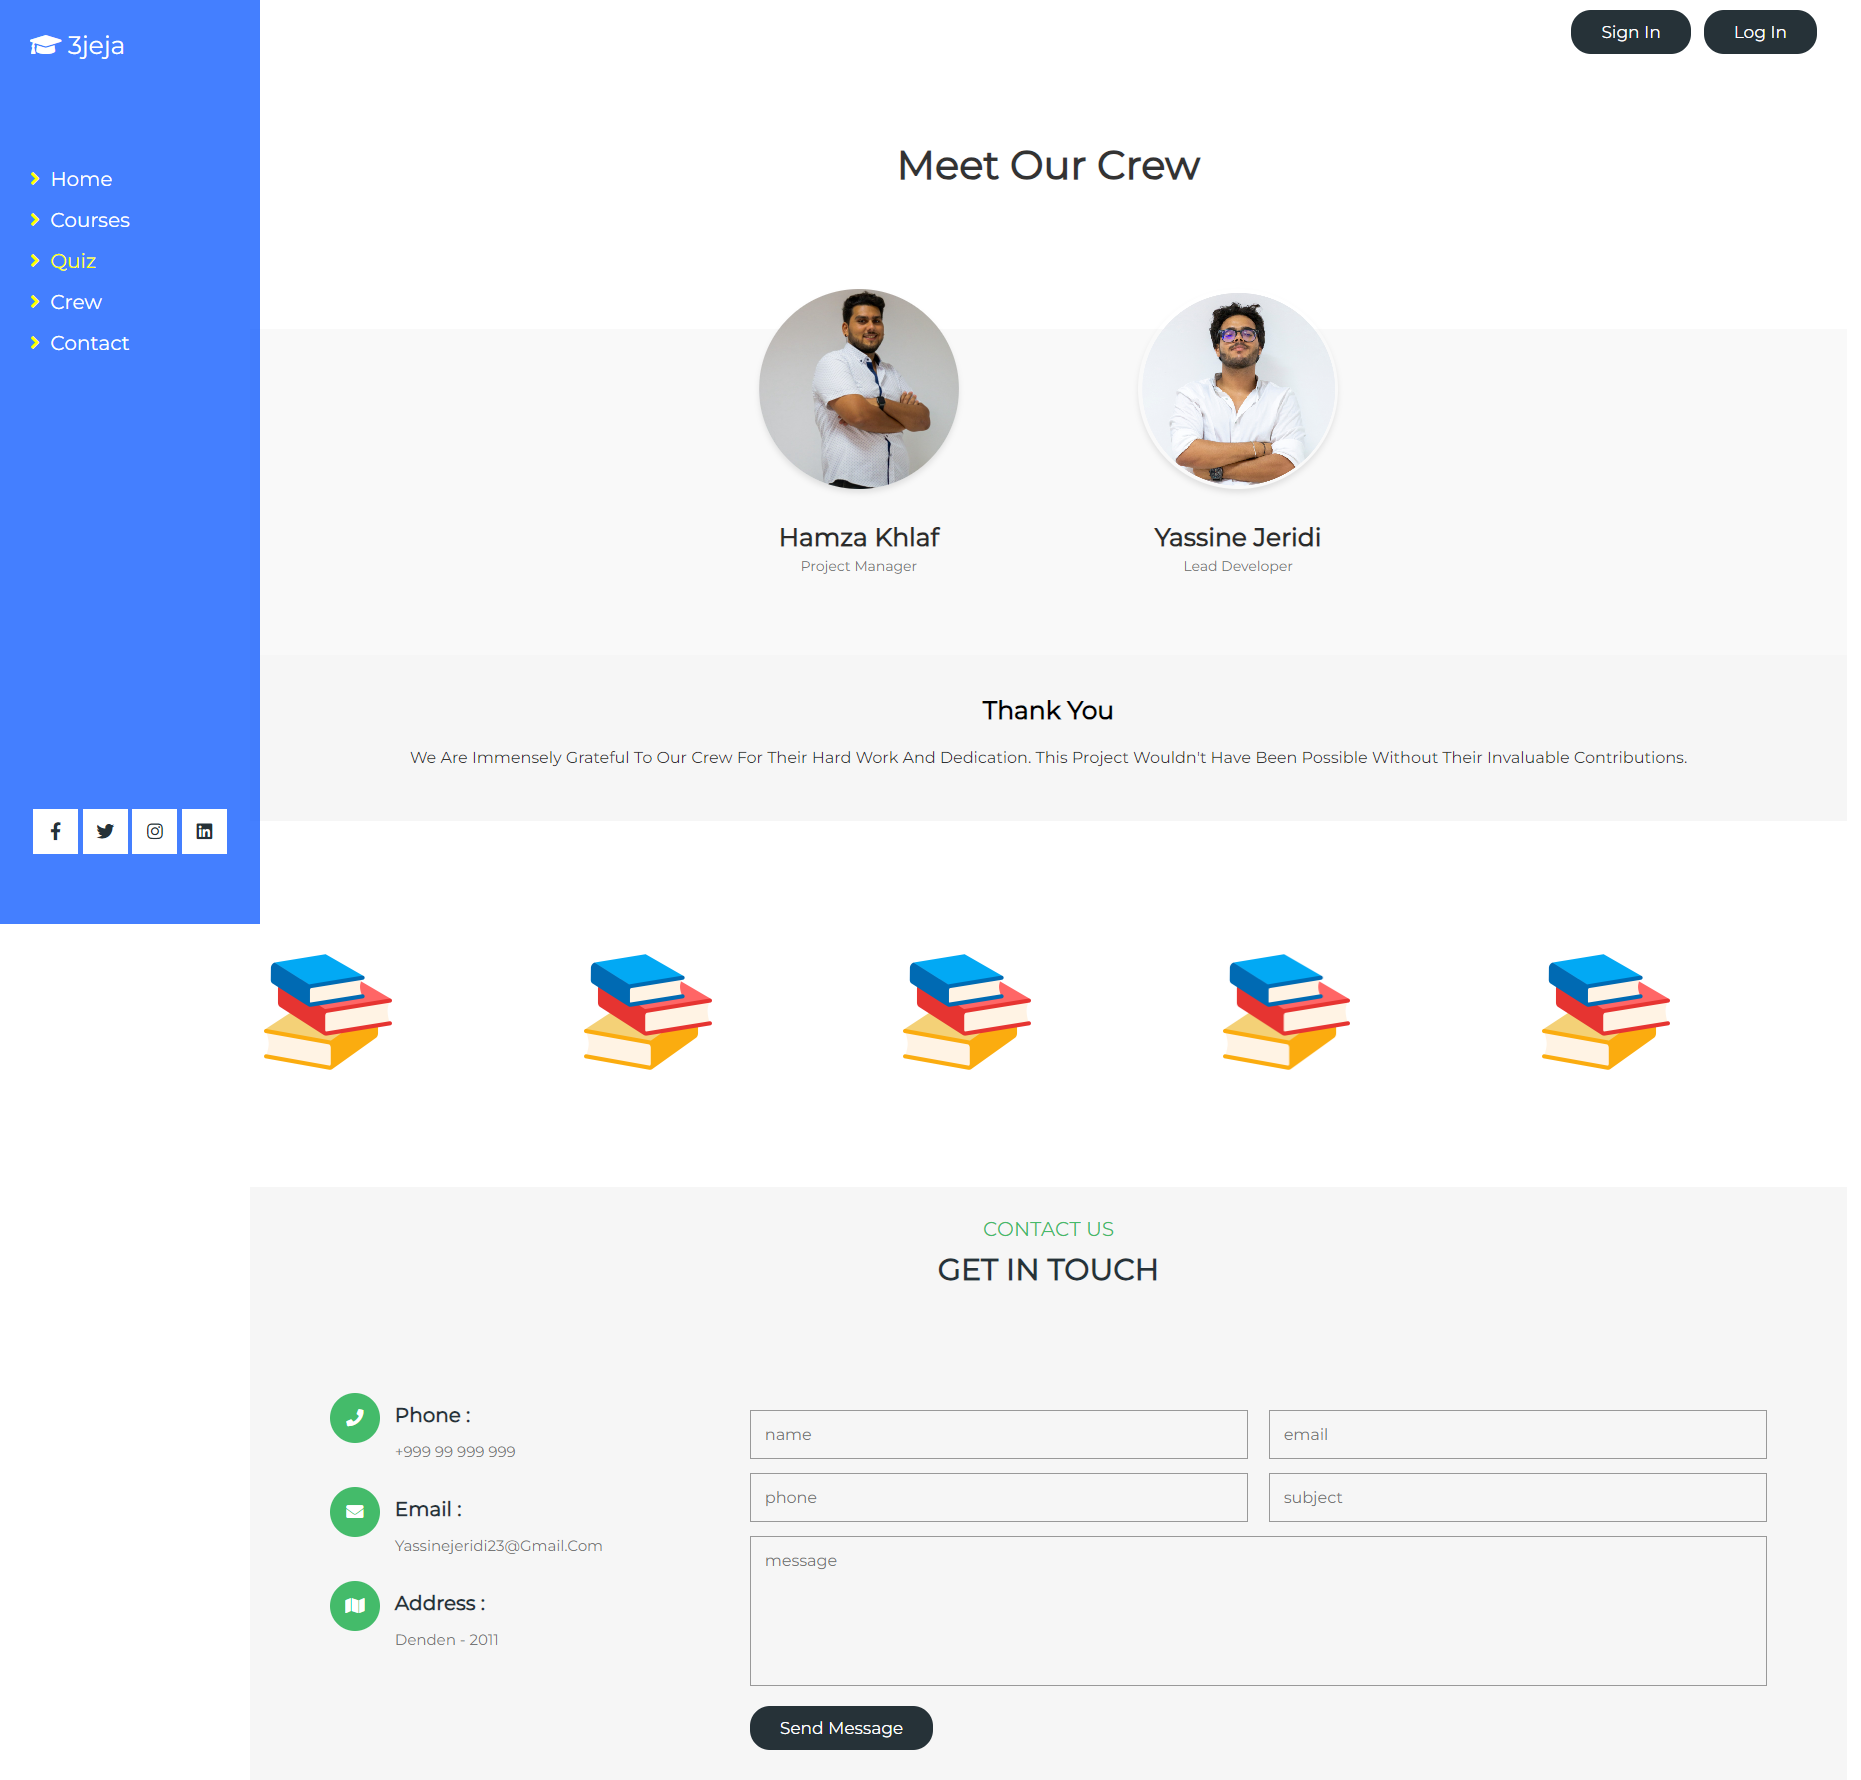 3jeja
Sign In
Log In
Home
Courses
Quiz
Crew
Contact
Meet Our Crew
Hamza Khlaf
Project Manager
Yassine Jeridi
Lead Developer
Thank You
We Are Immensely Grateful To Our Crew For Their Hard Work And Dedication. This Project Wouldn't Have Been Possible Without Their Invaluable Contributions.
CONTACT US
GET IN TOUCH
Phone :
+999 99 999 999
Email :
Yassinejeridi23@Gmail.Com
Address :
Denden - 2011
name
email
phone
subject
message
Send Message